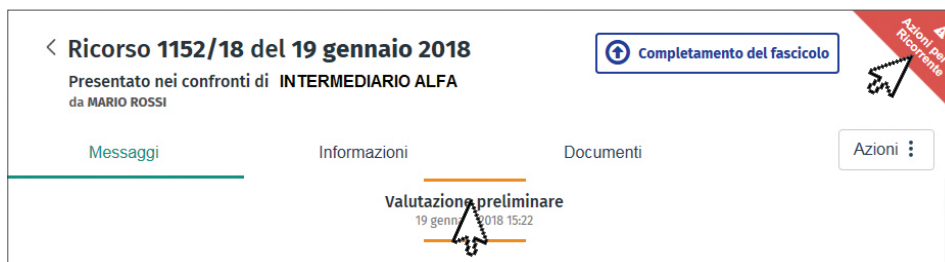 Ricorso 1152/18 del 19 gennaio 2018
Completamento del fascicolo
Azioni per
Ricorrente
Presentato nei confronti di INTERMEDIARIO ALFA
da MARIO ROSSI
Messaggi
Informazioni
Documenti
Azioni
Valutazione preliminare
19 2018 15:22